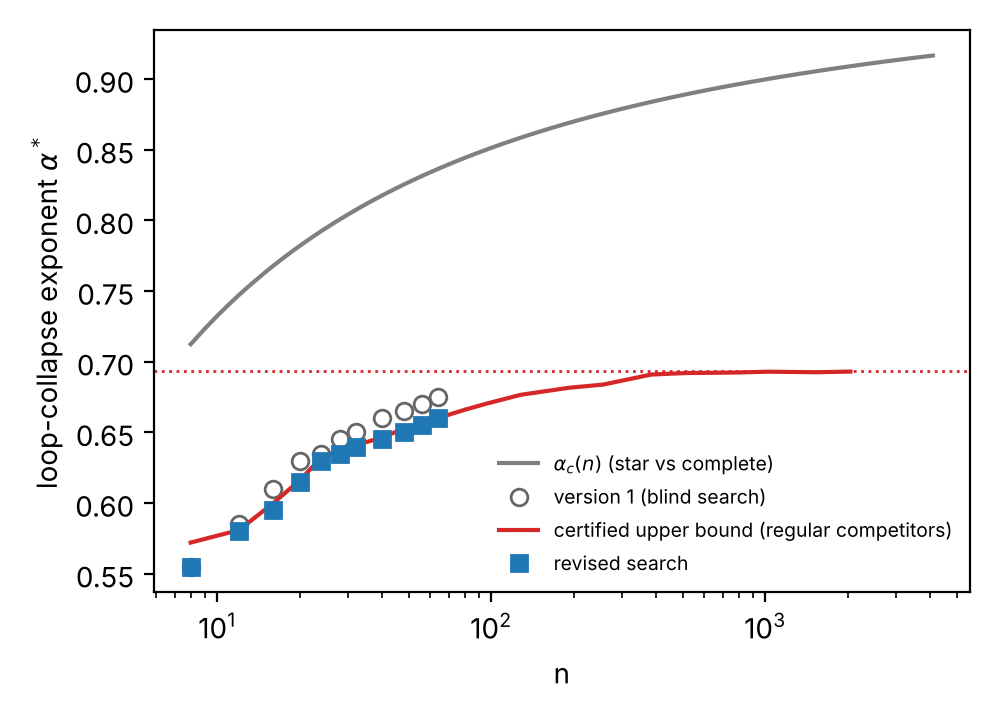 loop-collapse exponent α*
0.90
0.85
0.80
0.75
0.70
0.65
0.60
0.55
α_c(n) (star vs complete)
version 1 (blind search)
certified upper bound (regular competitors)
revised search
10¹
10²
10³
n